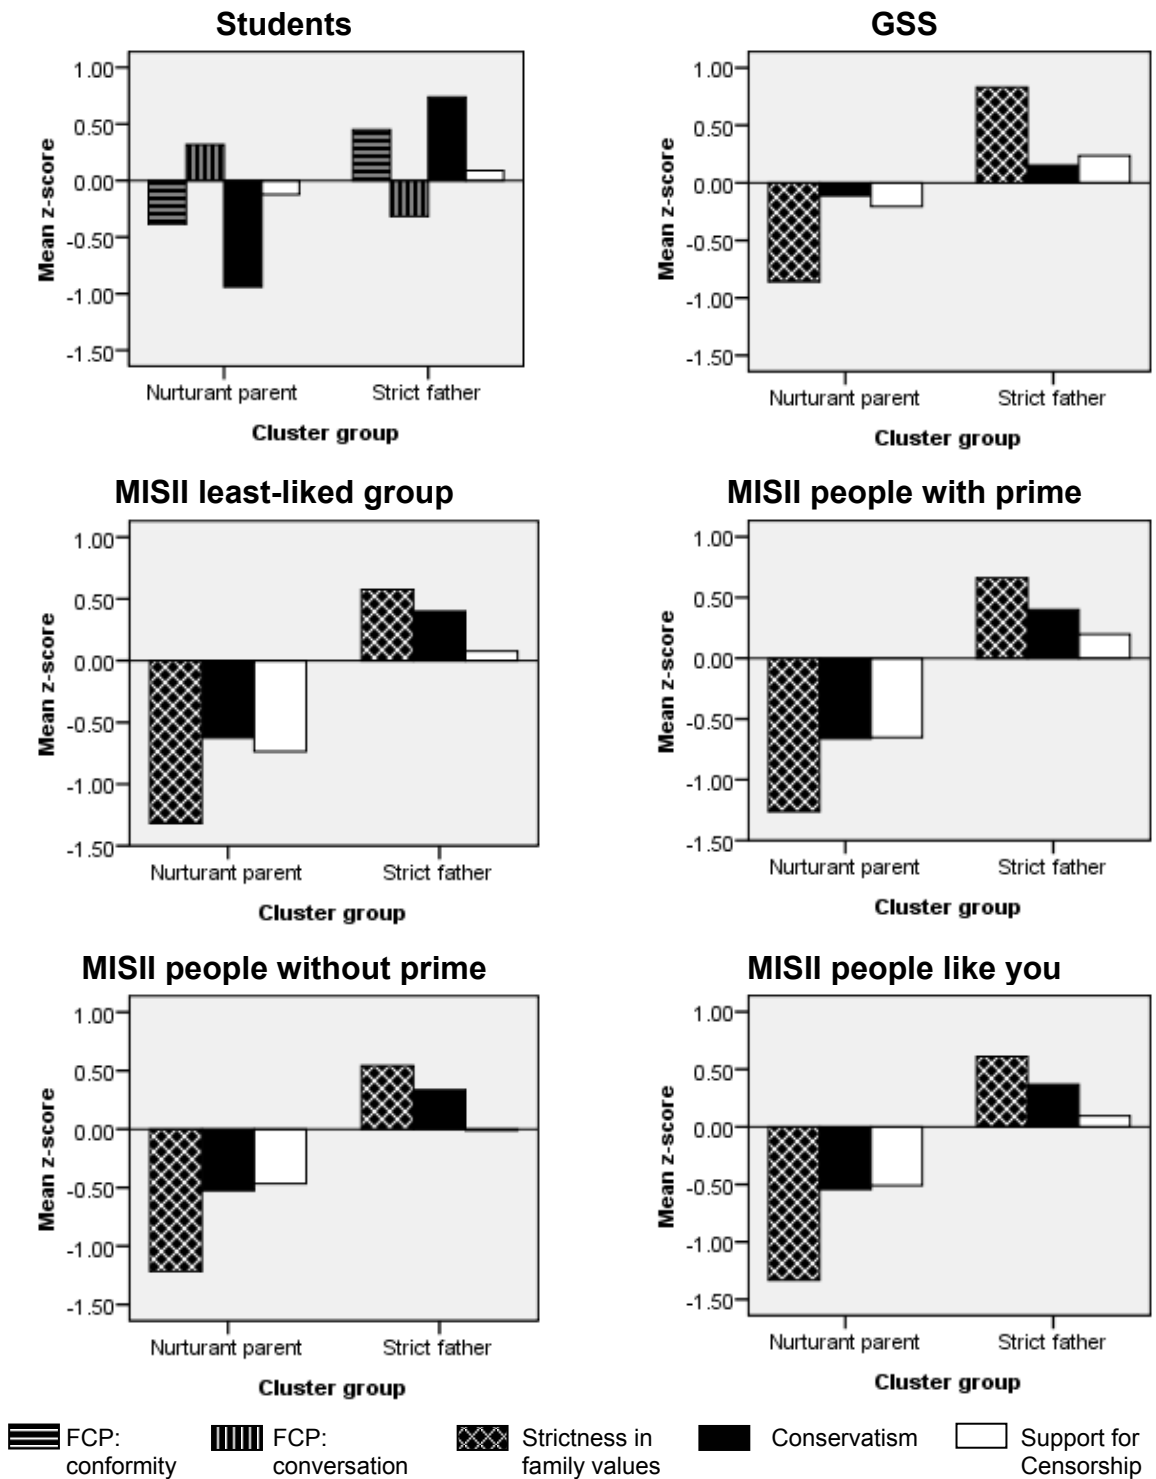 Students
1.00
0.50
0.00
-0.50
-1.00
-1.50
Mean z-score
Nurturant parent Strict father
Cluster group
GSS
1.00
0.50
0.00
-0.50
-1.00
-1.50
Mean z-score
Nurturant parent Strict father
Cluster group
MISII least-liked group
1.00
0.50
0.00
-0.50
-1.00
-1.50
Mean z-score
Nurturant parent Strict father
Cluster group
MISII people with prime
1.00
0.50
0.00
-0.50
-1.00
-1.50
Mean z-score
Nurturant parent Strict father
Cluster group
MISII people without prime
1.00
0.50
0.00
-0.50
-1.00
-1.50
Mean z-score
Nurturant parent Strict father
Cluster group
MISII people like you
1.00
0.50
0.00
-0.50
-1.00
-1.50
Mean z-score
Nurturant parent Strict father
Cluster group
FCP:
conformity
FCP:
conversation
Strictness in
family values
Conservatism
Support for
Censorship